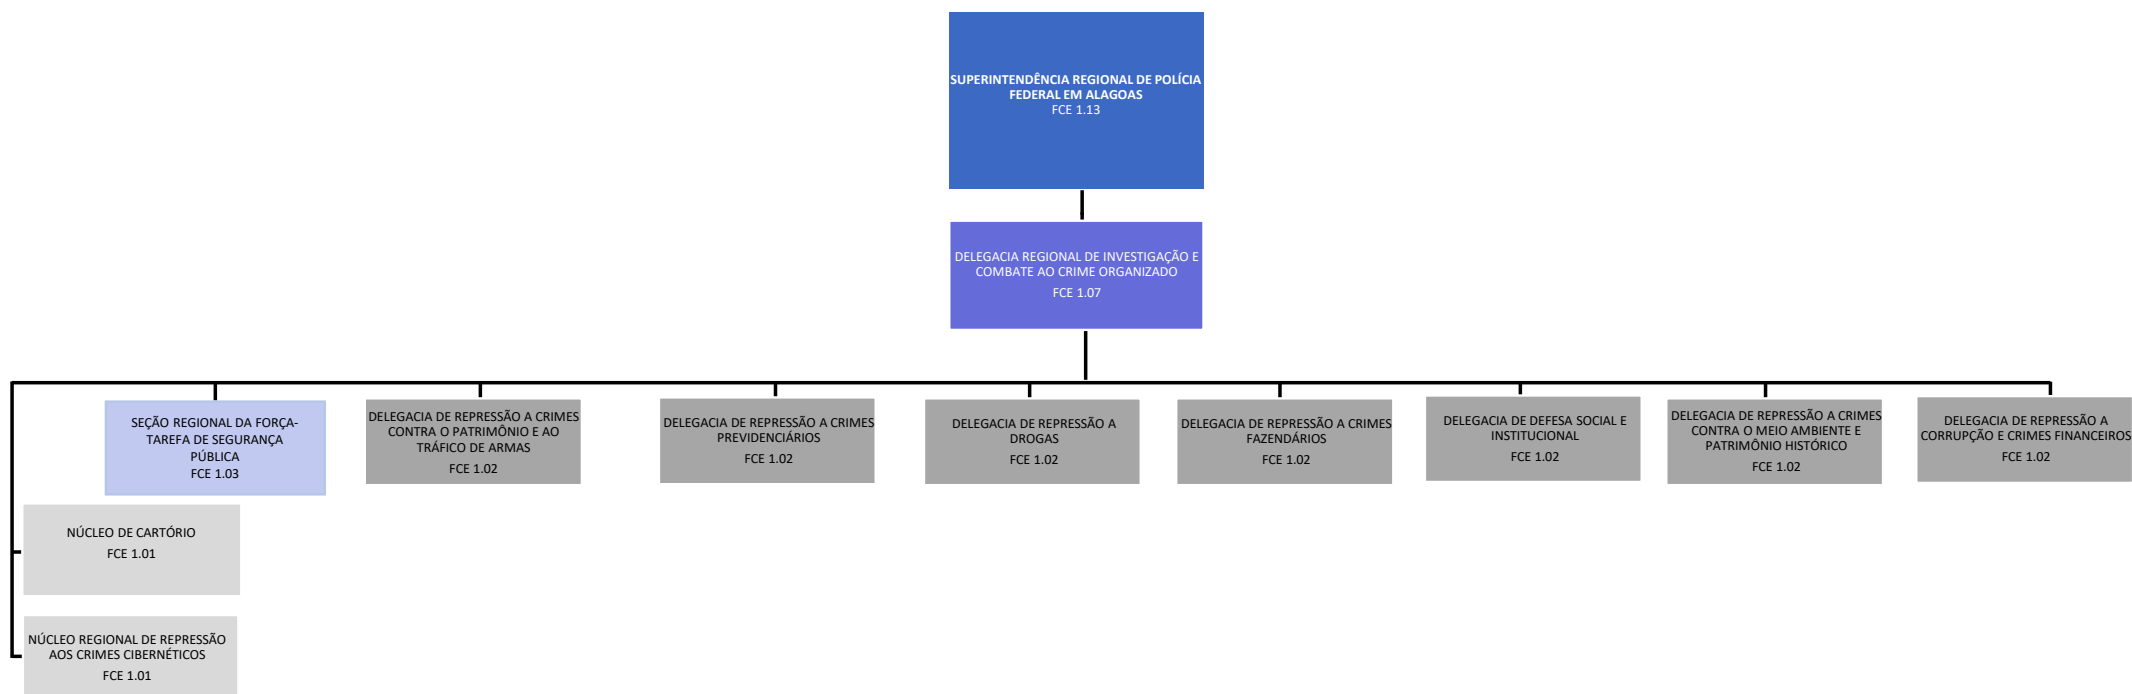 SUPERINTENDÊNCIA REGIONAL DE POLÍCIA
FEDERAL EM ALAGOAS
FCE 1.13
DELEGACIA REGIONAL DE INVESTIGAÇÃO E
COMBATE AO CRIME ORGANIZADO
FCE 1.07
SEÇÃO REGIONAL DA FORÇA-
TAREFA DE SEGURANÇA
PÚBLICA
FCE 1.03
DELEGACIA DE REPRESSÃO A CRIMES
CONTRA O PATRIMÔNIO E AO
TRÁFICO DE ARMAS
FCE 1.02
DELEGACIA DE REPRESSÃO A CRIMES
PREVIDENCIÁRIOS
FCE 1.02
DELEGACIA DE REPRESSÃO A
DROGAS
FCE 1.02
DELEGACIA DE REPRESSÃO A CRIMES
FAZENDÁRIOS
FCE 1.02
DELEGACIA DE DEFESA SOCIAL E
INSTITUCIONAL
FCE 1.02
DELEGACIA DE REPRESSÃO A CRIMES
CONTRA O MEIO AMBIENTE E
PATRIMÔNIO HISTÓRICO
FCE 1.02
DELEGACIA DE REPRESSÃO A
CORRUPÇÃO E CRIMES FINANCEIROS
FCE 1.02
NÚCLEO DE CARTÓRIO
FCE 1.01
NÚCLEO REGIONAL DE REPRESSÃO
AOS CRIMES CIBERNÉTICOS
FCE 1.01